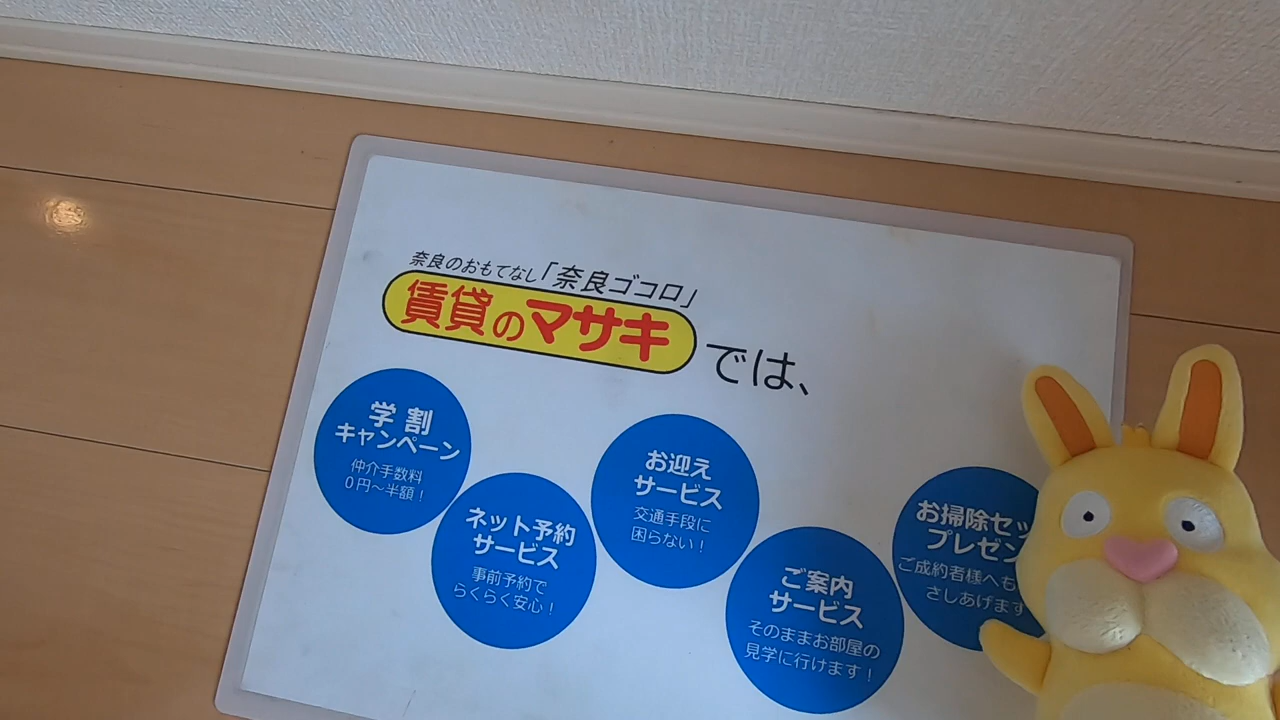 奈良のおもてなし「奈良ゴコロ」
賃貸のマサキでは、
学割
キャンペーン
仲介手数料
0円～半額！
ネット予約
サービス
事前予約で
らくらく安心！
お迎え
サービス
交通手段に
困らない！
ご案内
サービス
そのままお部屋の
見学に行けます！
お掃除セッ
プレゼン
ご成約者様へも
さしあげます